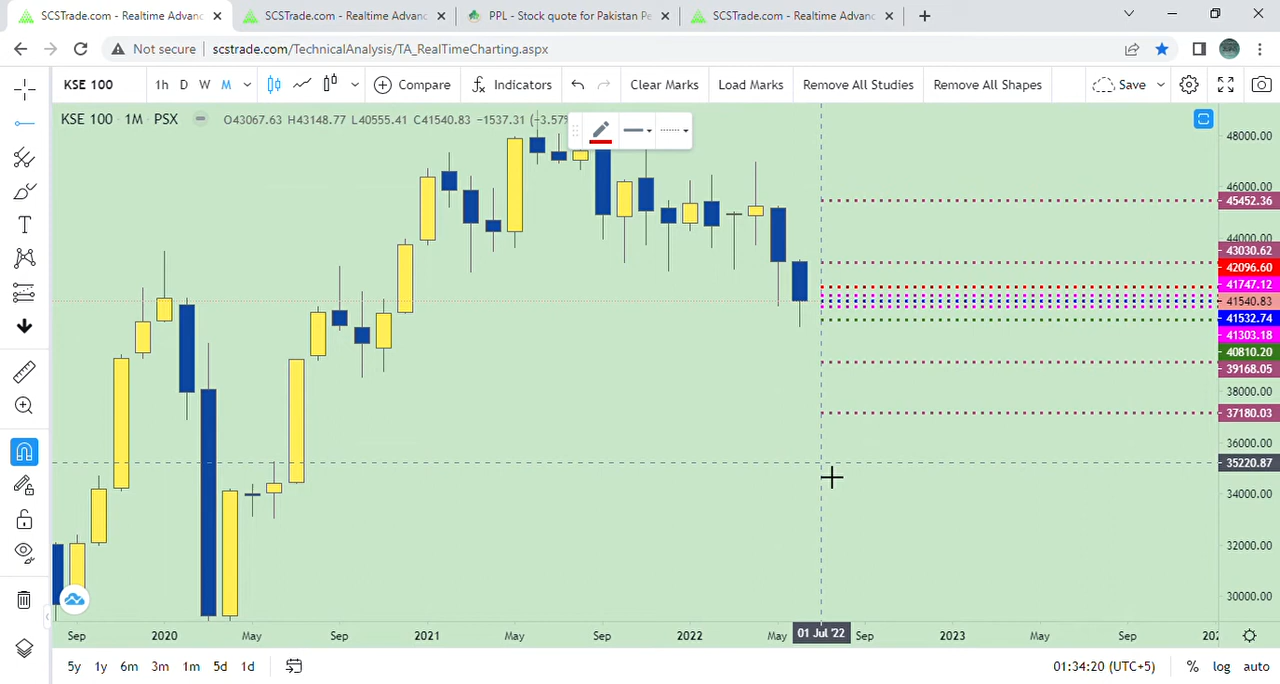 SCSTrade.com - Realtime Advanc
SCSTrade.com - Realtime Advanc
PPL - Stock quote for Pakistan Pe
SCSTrade.com - Realtime Advanc
Not secure
scstrade.com/TechnicalAnalysis/TA_RealTimeCharting.aspx
KSE 100 1h D W M Compare Indicators Clear Marks Load Marks Remove All Studies Remove All Shapes Save
KSE 100 · 1M · PSX O43067.63 H43148.77 L40555.41 C41540.83 −1537.31 (−3.57%
48000.00
46000.00
45452.36
44000.00
43030.62
42096.60
41747.12
41540.83
41532.74
41303.18
40810.20
39168.05
38000.00
37180.03
36000.00
35220.87
34000.00
32000.00
30000.00
Sep 2020 May Sep 2021 May Sep 2022 May 01 Jul '22 Sep 2023 May Sep 202
5y 1y 6m 3m 1m 5d 1d 01:34:20 (UTC+5) % log auto